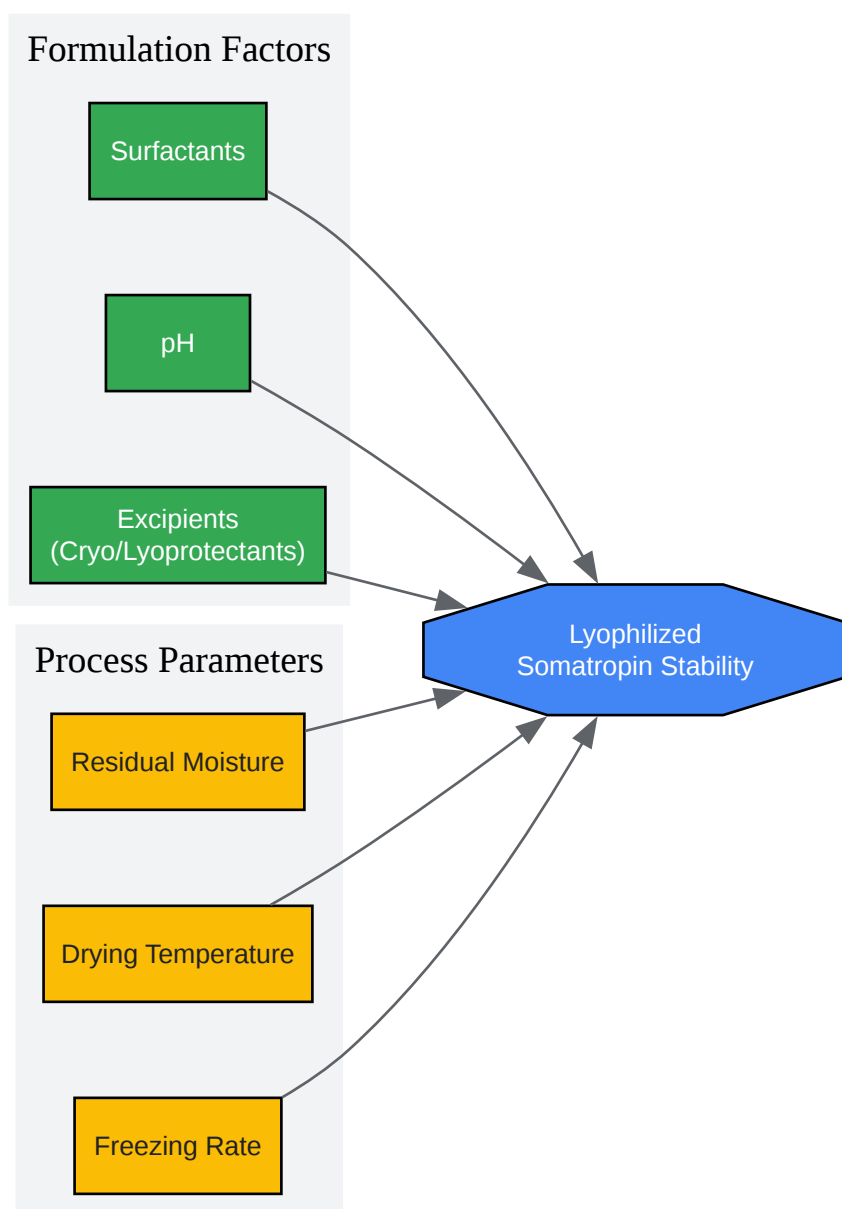 Formulation Factors
Surfactants
pH
Excipients
(Cryo/Lyoprotectants)
Lyophilized
Somatropin Stability
Process Parameters
Residual Moisture
Drying Temperature
Freezing Rate